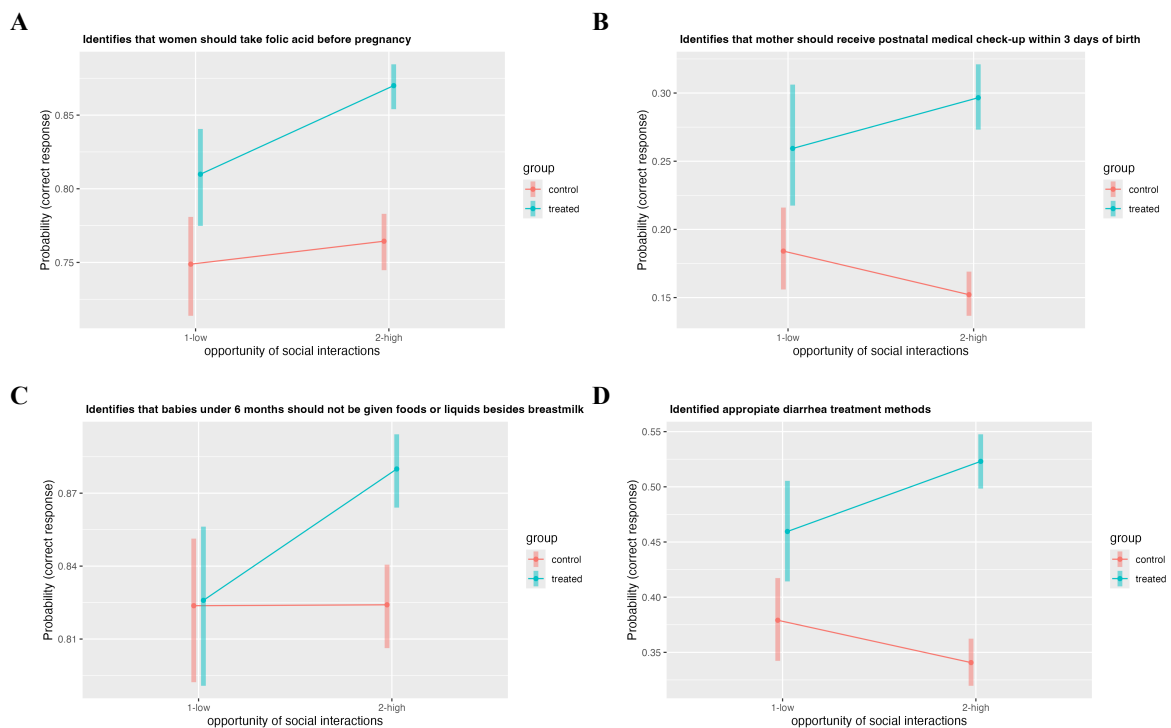 A
Identifies that women should take folic acid before pregnancy
Probability (correct response)
0.85
0.80
0.75
1-low
2-high
opportunity of social interactions
group
control
treated
B
Identifies that mother should receive postnatal medical check-up within 3 days of birth
Probability (correct response)
0.30
0.25
0.20
0.15
1-low
2-high
opportunity of social interactions
group
control
treated
C
Identifies that babies under 6 months should not be given foods or liquids besides breastmilk
Probability (correct response)
0.87
0.84
0.81
1-low
2-high
opportunity of social interactions
group
control
treated
D
Identified appropiate diarrhea treatment methods
Probability (correct response)
0.55
0.50
0.45
0.40
0.35
1-low
2-high
opportunity of social interactions
group
control
treated